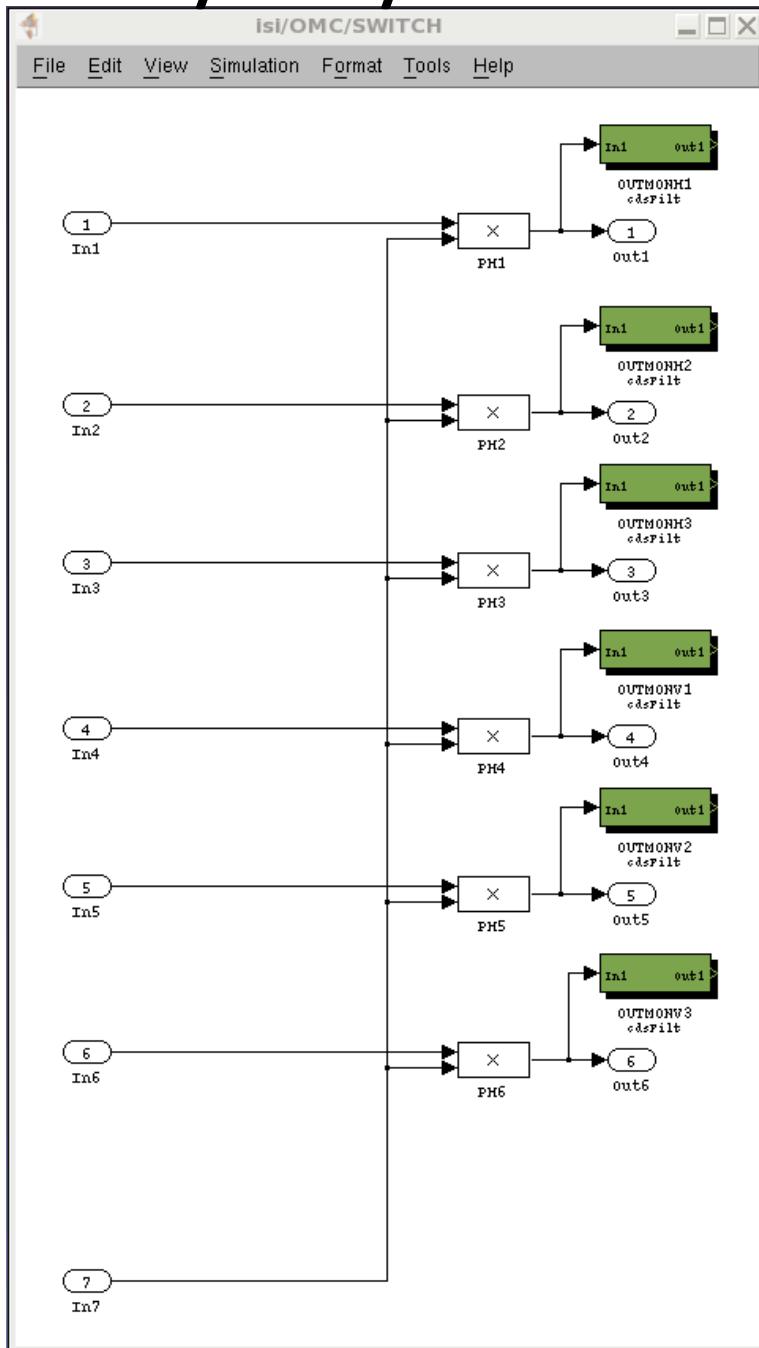 isi/OMC/SWITCH
File Edit View Simulation Format Tools Help
In1 out1
OUTMONH1
cdsFilt
1
In1
×
PH1
1
out1
In1 out1
OUTMONH2
cdsFilt
2
In2
×
PH2
2
out2
In1 out1
OUTMONH3
cdsFilt
3
In3
×
PH3
3
out3
In1 out1
OUTMONV1
cdsFilt
4
In4
×
PH4
4
out4
In1 out1
OUTMONV2
cdsFilt
5
In5
×
PH5
5
out5
In1 out1
OUTMONV3
cdsFilt
6
In6
×
PH6
6
out6
7
In7